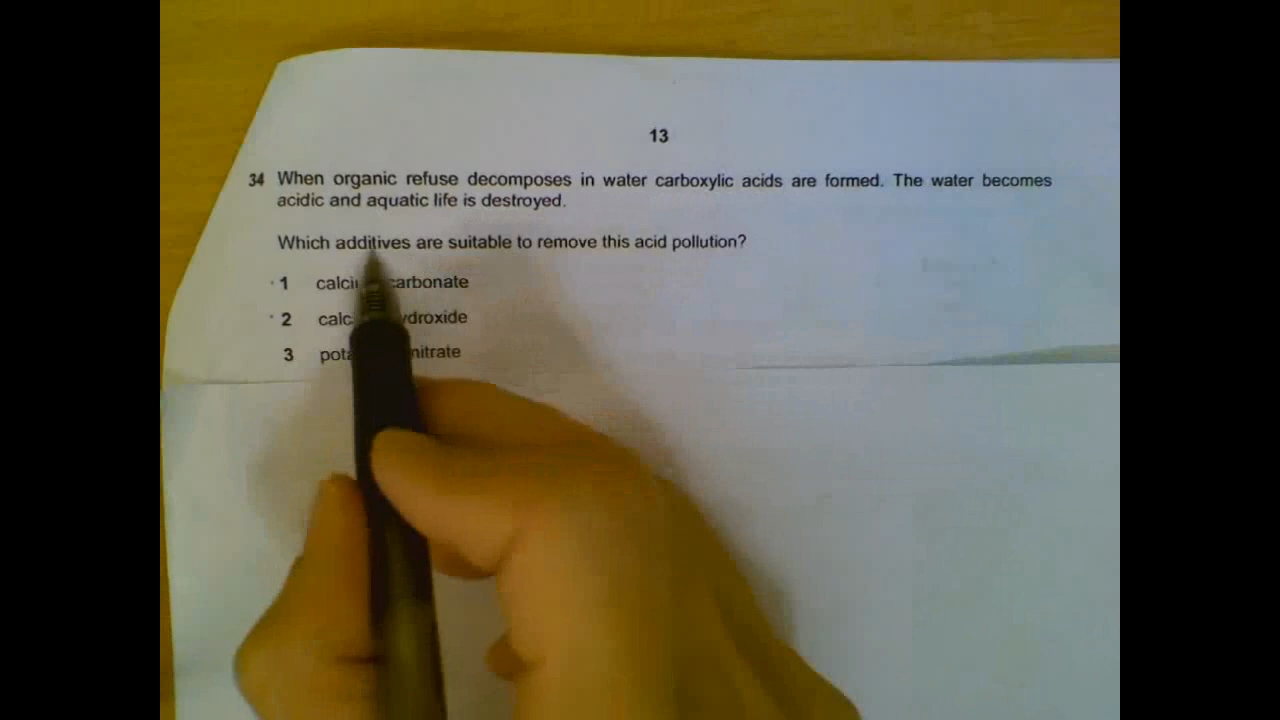 13
34 When organic refuse decomposes in water carboxylic acids are formed. The water becomes
acidic and aquatic life is destroyed.
Which additives are suitable to remove this acid pollution?
1 carbonate
2
3 nitrate